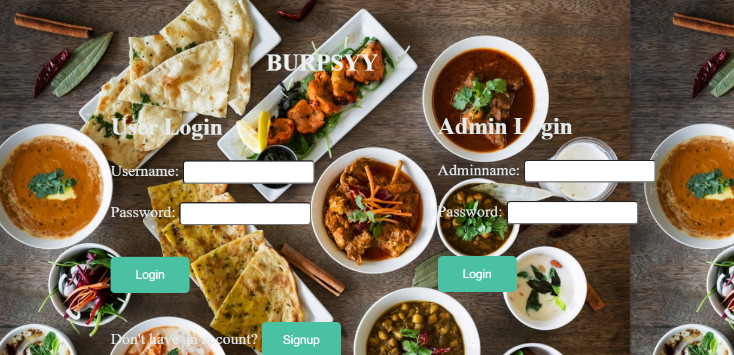 BURPSYY
User Login
Username:
Password:
Login
Don't have an account? Signup
Admin Login
Adminname:
Password:
Login